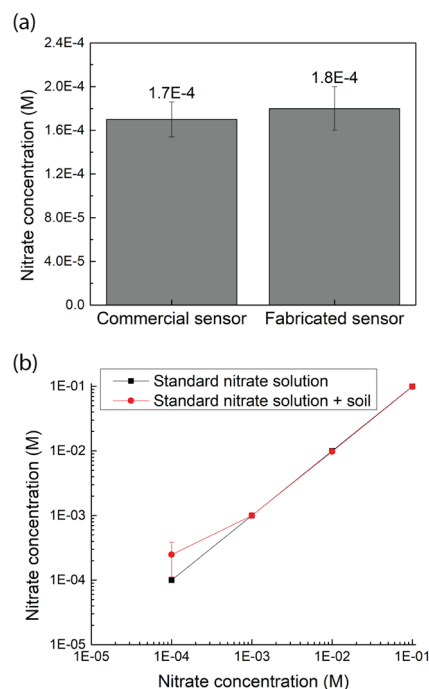 (a)
Nitrate concentration (M)
2.4E-4
2.0E-4
1.6E-4
1.2E-4
8.0E-5
4.0E-5
0.0
1.7E-4
1.8E-4
Commercial sensor
Fabricated sensor
(b)
Standard nitrate solution
Standard nitrate solution + soil
Nitrate concentration (M)
1E-01
1E-02
1E-03
1E-04
1E-05
1E-05 1E-04 1E-03 1E-02 1E-01
Nitrate concentration (M)